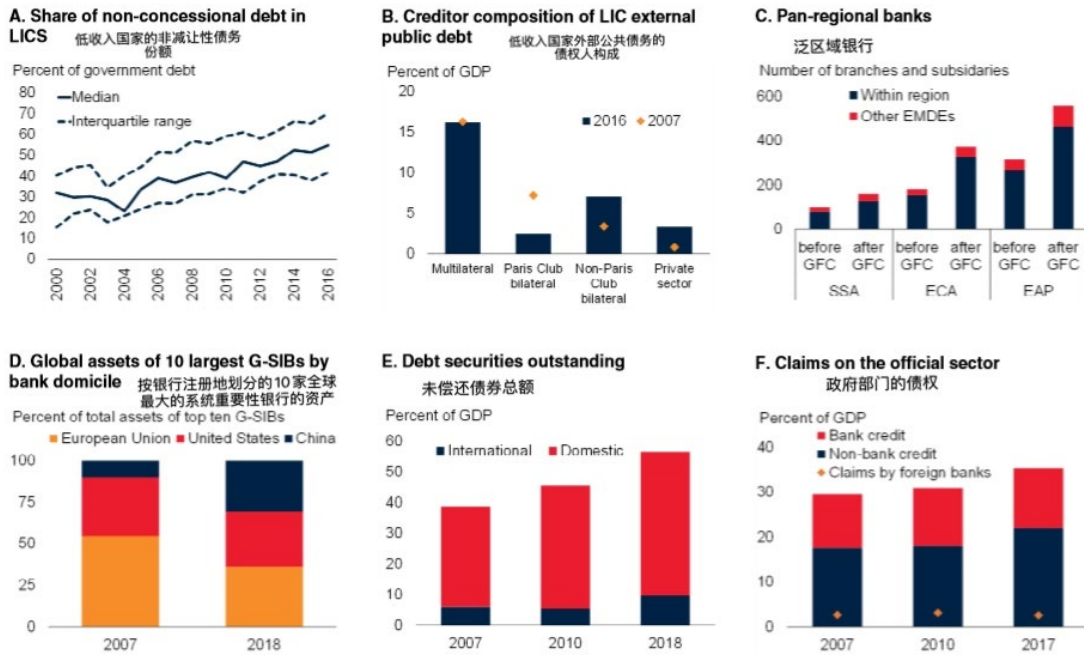 A. Share of non-concessional debt in
LICS
低收入国家的非减让性债务
份额
Percent of government debt
80
70
60
50
40
30
20
10
0
Median
Interquartile range
2000
2002
2004
2006
2008
2010
2012
2014
2016
B. Creditor composition of LIC external
public debt
低收入国家外部公共债务的
债权人构成
Percent of GDP
20
15
10
5
0
2016
2007
Multilateral
Paris Club
bilateral
Non-Paris
Club
bilateral
Private
sector
C. Pan-regional banks
泛区域银行
Number of branches and subsidaries
600
400
200
0
Within region
Other EMDEs
before
GFC
after
GFC
before
GFC
after
GFC
before
GFC
after
GFC
SSA
ECA
EAP
D. Global assets of 10 largest G-SIBs by
bank domicile
按银行注册地划分的10家全球
最大的系统重要性银行的资产
Percent of total assets of top ten G-SIBs
European Union
United States
China
100
75
50
25
0
2007
2018
E. Debt securities outstanding
未偿还债券总额
Percent of GDP
60
50
40
30
20
10
0
International
Domestic
2007
2010
2018
F. Claims on the official sector
政府部门的债权
Percent of GDP
40
30
20
10
0
Bank credit
Non-bank credit
Claims by foreign banks
2007
2010
2017